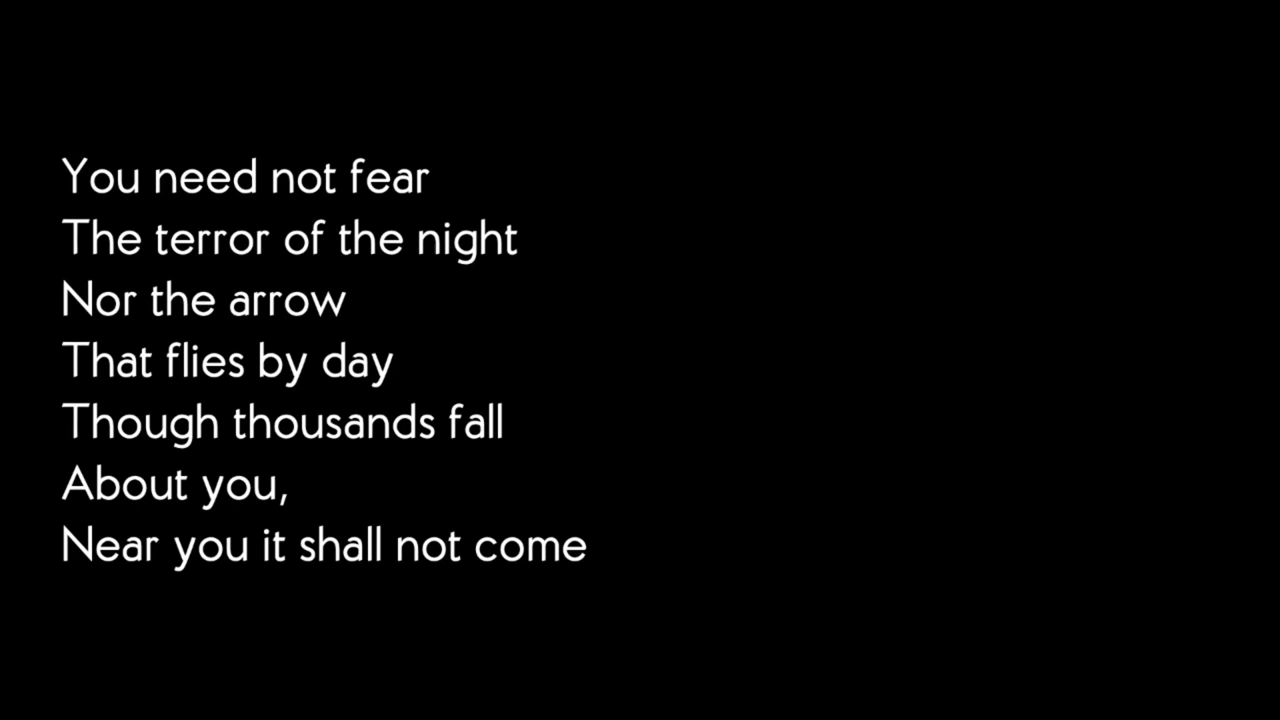 You need not fear
The terror of the night
Nor the arrow
That flies by day
Though thousands fall
About you,
Near you it shall not come